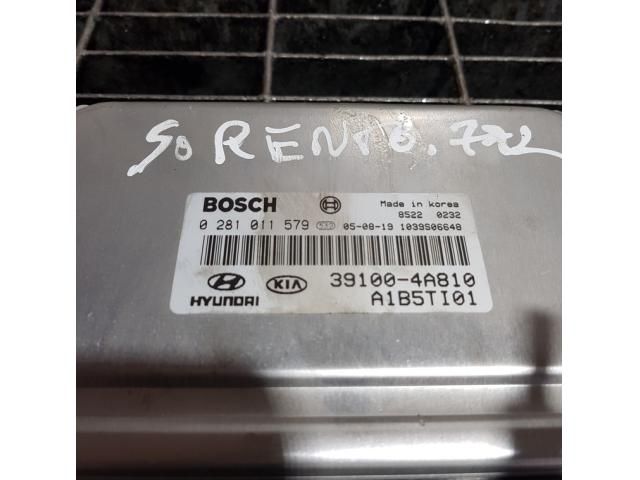 SORENTO.
BOSCH Made in korea
8522 0232
0 281 011 579 05-08-19 1039S06648
HYUNDAI KIA 39100-4A810
A1B5TI01